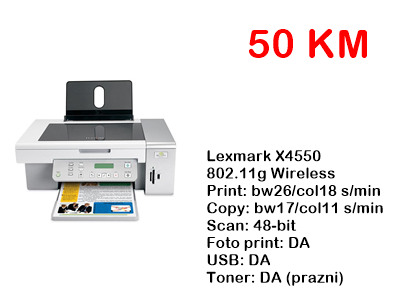 50 KM
Lexmark X4550
802.11g Wireless
Print: bw26/col18 s/min
Copy: bw17/col11 s/min
Scan: 48-bit
Foto print: DA
USB: DA
Toner: DA (prazni)